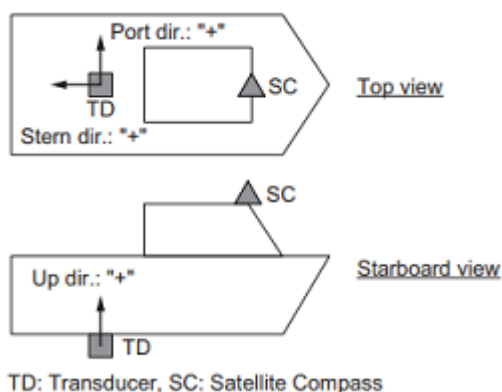 Port dir.: "+"
SC
Top view
TD
Stern dir.: "+"
SC
Starboard view
Up dir.: "+"
TD
TD: Transducer, SC: Satellite Compass